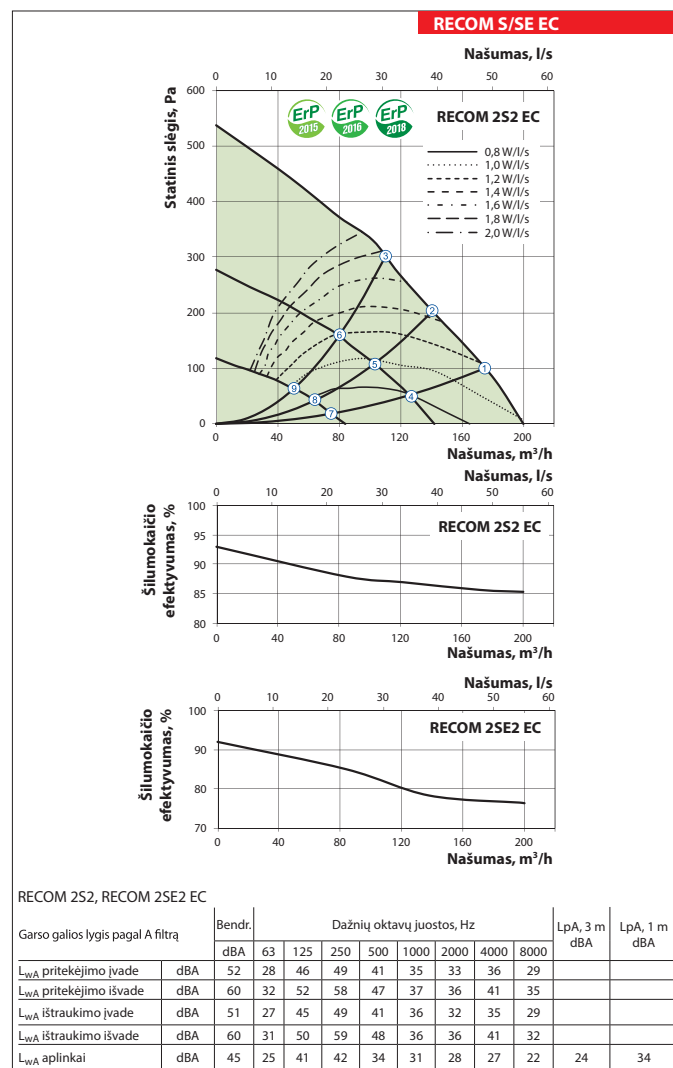 RECOM S/SE EC
Našumas, l/s
0 10 20 30 40 50 60
Statinis slėgis, Pa
600
500
400
300
200
100
0
ErP 2015
ErP 2016
ErP 2018
RECOM 2S2 EC
0,8 W/l/s
1,0 W/l/s
1,2 W/l/s
1,4 W/l/s
1,6 W/l/s
1,8 W/l/s
2,0 W/l/s
3
2
6
5
1
9
8
4
7
0 40 80 120 160 200
Našumas, m³/h
Našumas, l/s
0 10 20 30 40 50 60
Šilumokaičio
efektyvumas, %
100
95
90
85
80
RECOM 2S2 EC
0 40 80 120 160 200
Našumas, m³/h
Našumas, l/s
0 10 20 30 40 50 60
Šilumokaičio
efektyvumas, %
100
90
80
70
RECOM 2SE2 EC
0 40 80 120 160 200
Našumas, m³/h
RECOM 2S2, RECOM 2SE2 EC
Garso galios lygis pagal A filtrą Bendr. Dažnių oktavų juostos, Hz LpA, 3 m dBA LpA, 1 m dBA
dBA 63 125 250 500 1000 2000 4000 8000
LwA pritekėjimo įvade dBA 52 28 46 49 41 35 33 36 29
LwA pritekėjimo išvade dBA 60 32 52 58 47 37 36 41 35
LwA ištraukimo įvade dBA 51 27 45 49 41 36 32 35 29
LwA ištraukimo išvade dBA 60 31 50 59 48 36 36 41 32
LwA aplinkai dBA 45 25 41 42 34 31 28 27 22 24 34